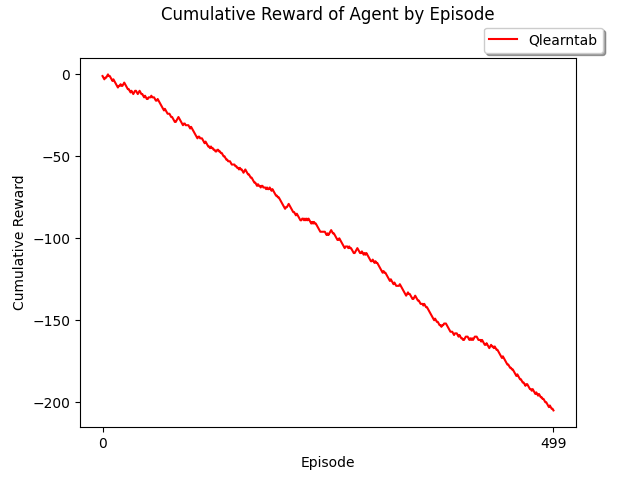 Cumulative Reward of Agent by Episode
Qlearntab
0
−50
−100
−150
−200
Cumulative Reward
0
499
Episode